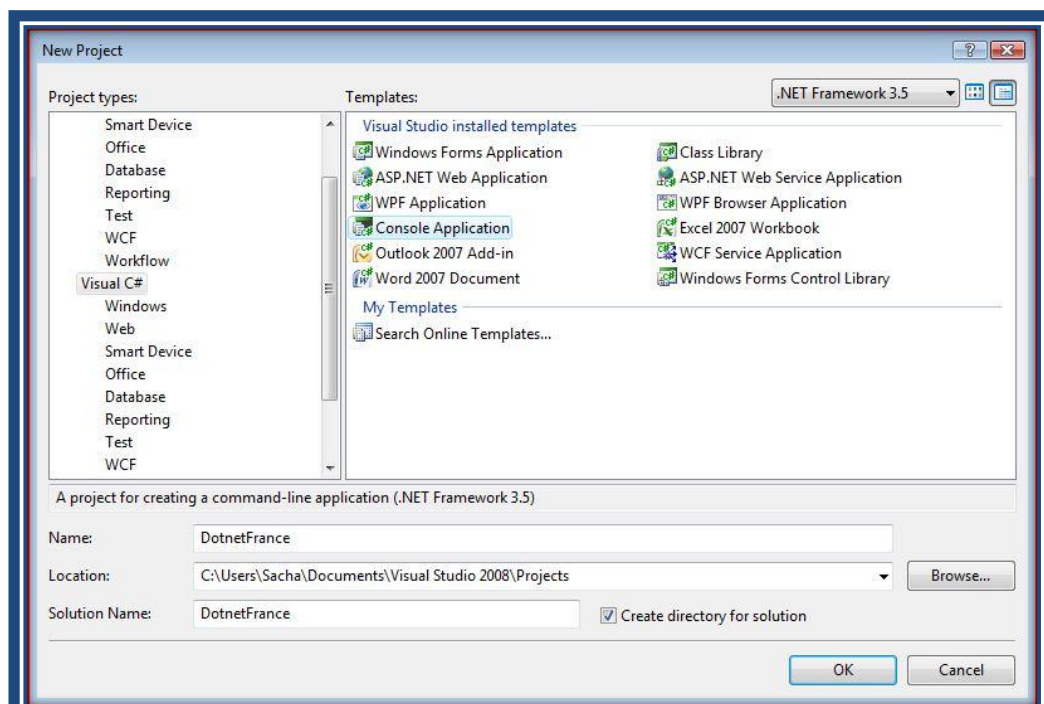 New Project
Project types:
Templates:
.NET Framework 3.5
Smart Device
Office
Database
Reporting
Test
WCF
Workflow
Visual C#
Windows
Web
Smart Device
Office
Database
Reporting
Test
WCF
Visual Studio installed templates
Windows Forms Application
ASP.NET Web Application
WPF Application
Console Application
Outlook 2007 Add-in
Word 2007 Document
Class Library
ASP.NET Web Service Application
WPF Browser Application
Excel 2007 Workbook
WCF Service Application
Windows Forms Control Library
My Templates
Search Online Templates...
A project for creating a command-line application (.NET Framework 3.5)
Name:
DotnetFrance
Location:
C:\Users\Sacha\Documents\Visual Studio 2008\Projects
Browse...
Solution Name:
DotnetFrance
Create directory for solution
OK
Cancel